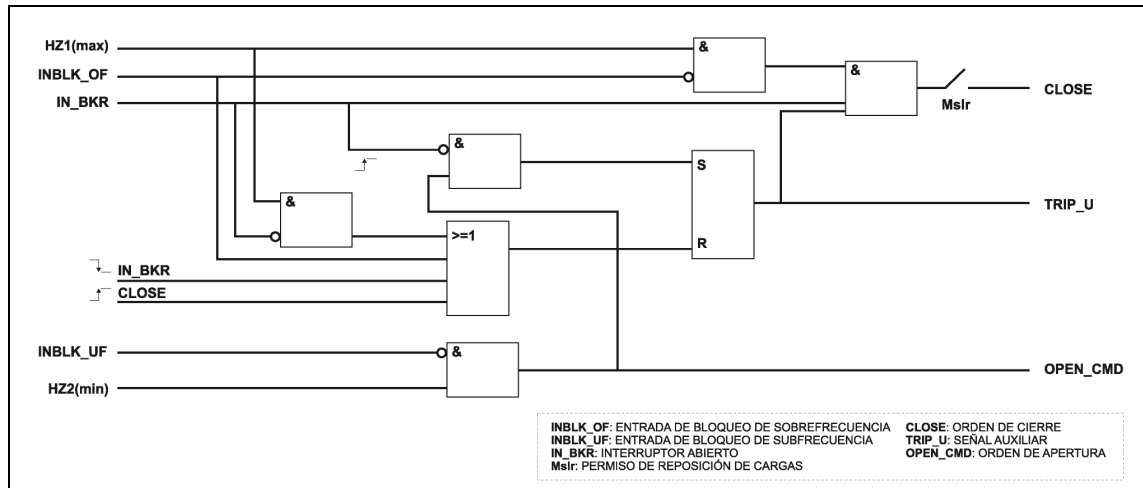 HZ1(max)
&
INBLK_OF
&
IN_BKR
CLOSE
Mslr
&
S
&
TRIP_U
>=1
R
IN_BKR
CLOSE
INBLK_UF
&
OPEN_CMD
HZ2(min)
INBLK_OF: ENTRADA DE BLOQUEO DE SOBREFRECUENCIA
INBLK_UF: ENTRADA DE BLOQUEO DE SUBFRECUENCIA
IN_BKR: INTERRUPTOR ABIERTO
Mslr: PERMISO DE REPOSICIÓN DE CARGAS
CLOSE: ORDEN DE CIERRE
TRIP_U: SEÑAL AUXILIAR
OPEN_CMD: ORDEN DE APERTURA